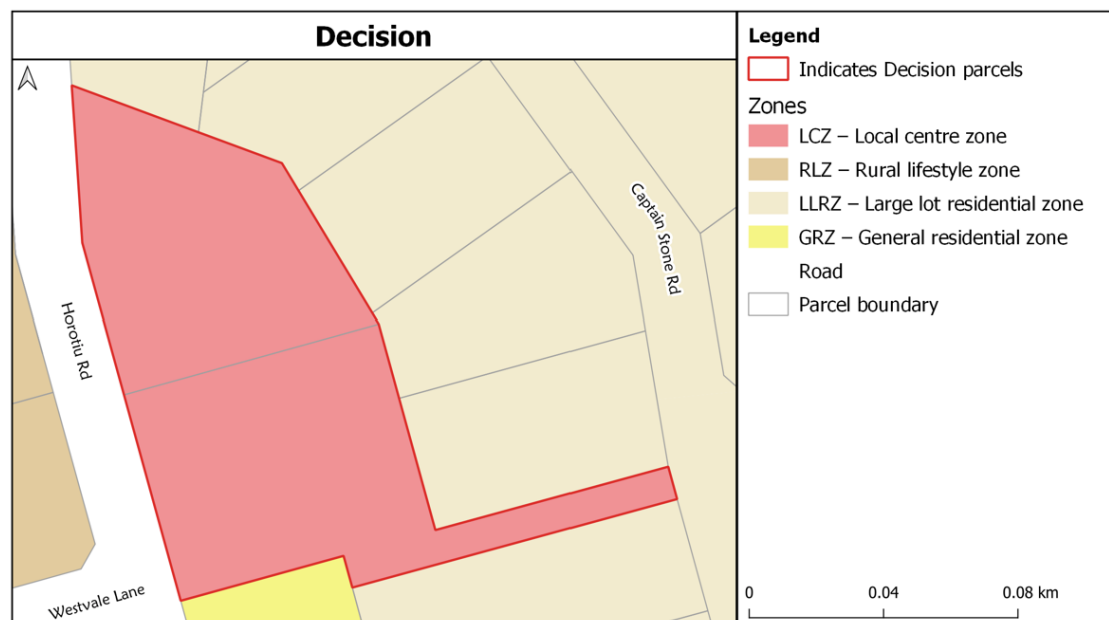 Decision
Horotiu Rd
Captain Stone Rd
Westvale Lane
Legend
Indicates Decision parcels
Zones
LCZ – Local centre zone
RLZ – Rural lifestyle zone
LLRZ – Large lot residential zone
GRZ – General residential zone
Road
Parcel boundary
0 0.04 0.08 km